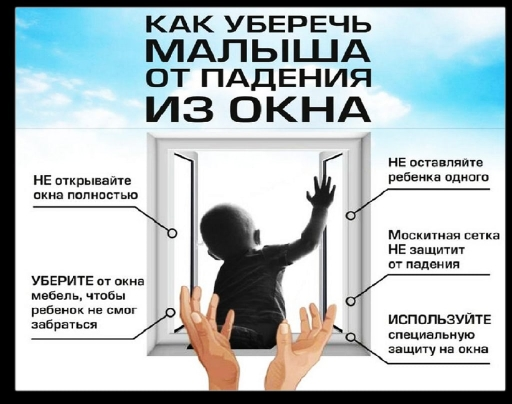 КАК УБЕРЕЧЬ
МАЛЫША
ОТ ПАДЕНИЯ
ИЗ ОКНА
НЕ открывайте
окна полностью
УБЕРИТЕ от окна
мебель, чтобы
ребенок не смог
забраться
НЕ оставляйте
ребенка одного
Москитная сетка
НЕ защитит
от падения
ИСПОЛЬЗУЙТЕ
специальную
защиту на окна